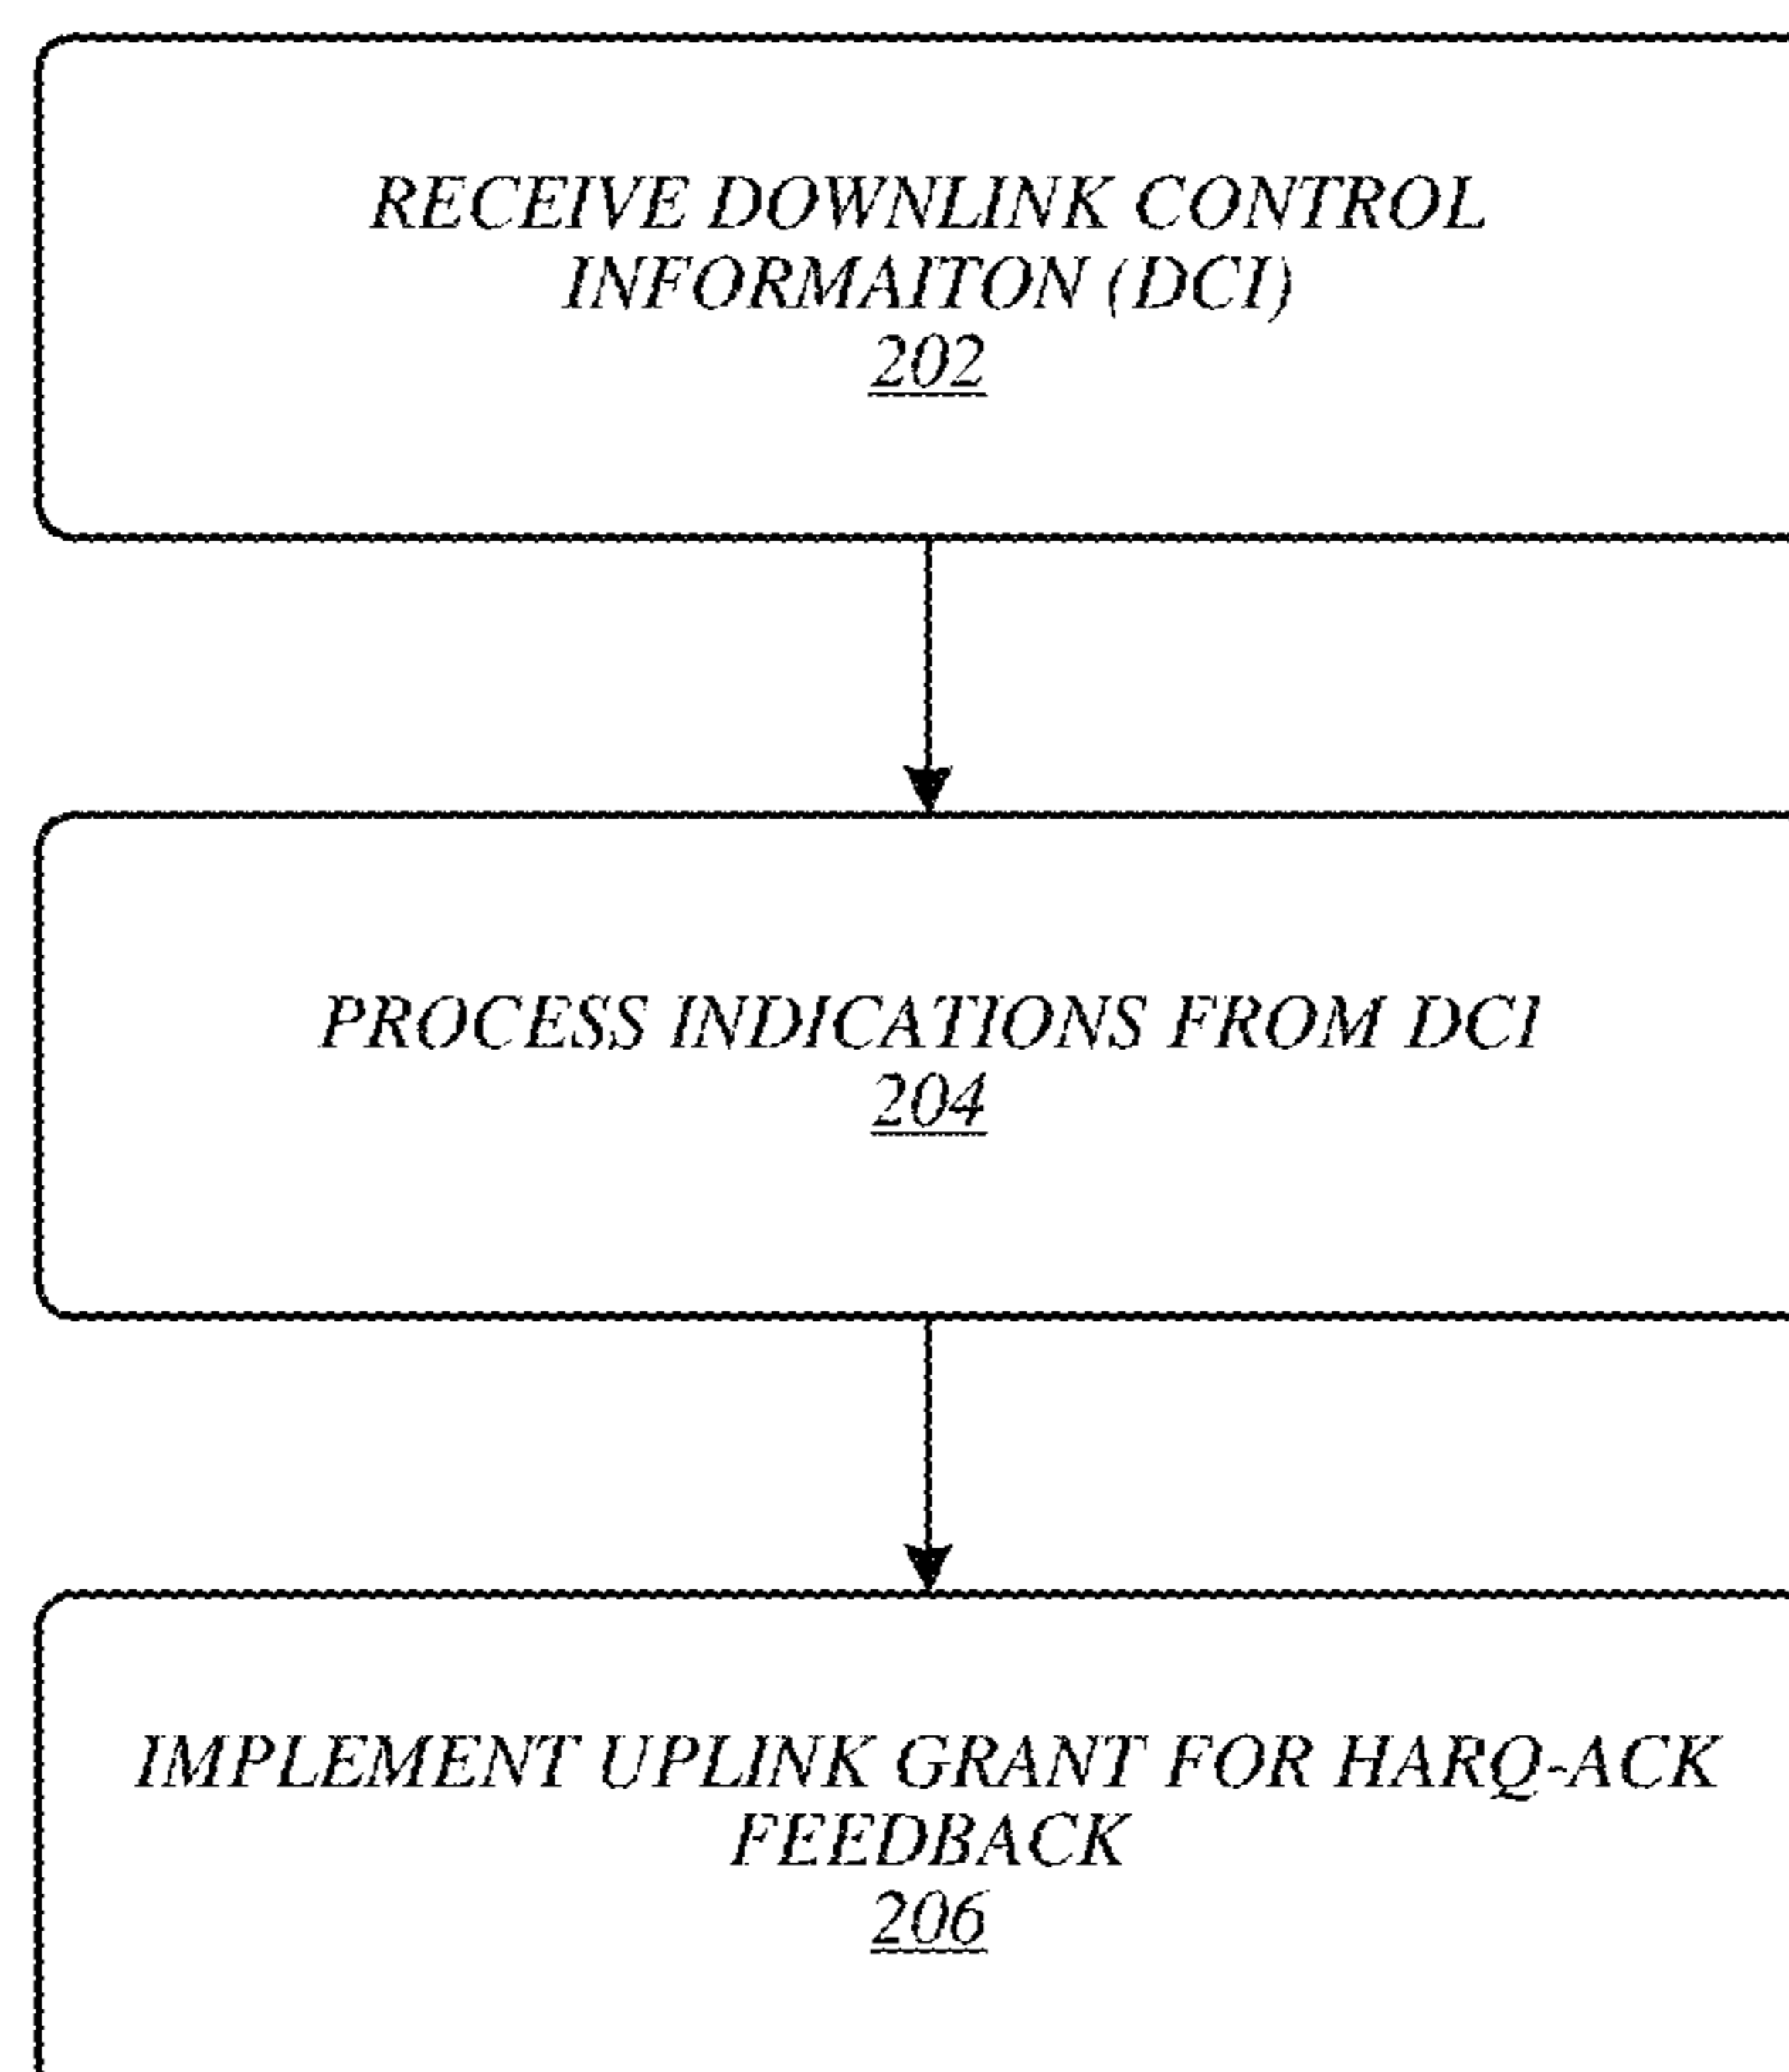 RECEIVE DOWNLINK CONTROL
INFORMAITON (DCI)
202
PROCESS INDICATIONS FROM DCI
204
IMPLEMENT UPLINK GRANT FOR HARQ-ACK
FEEDBACK
206